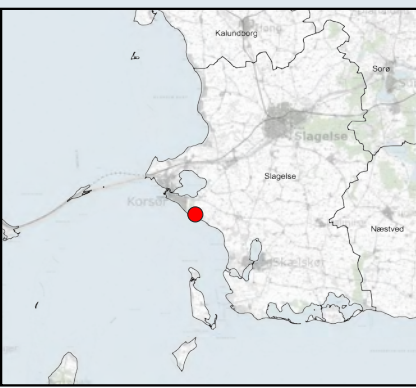 Kalundborg
Sorø
Slagelse
Slagelse
Korsør
Næstved
Skælskør